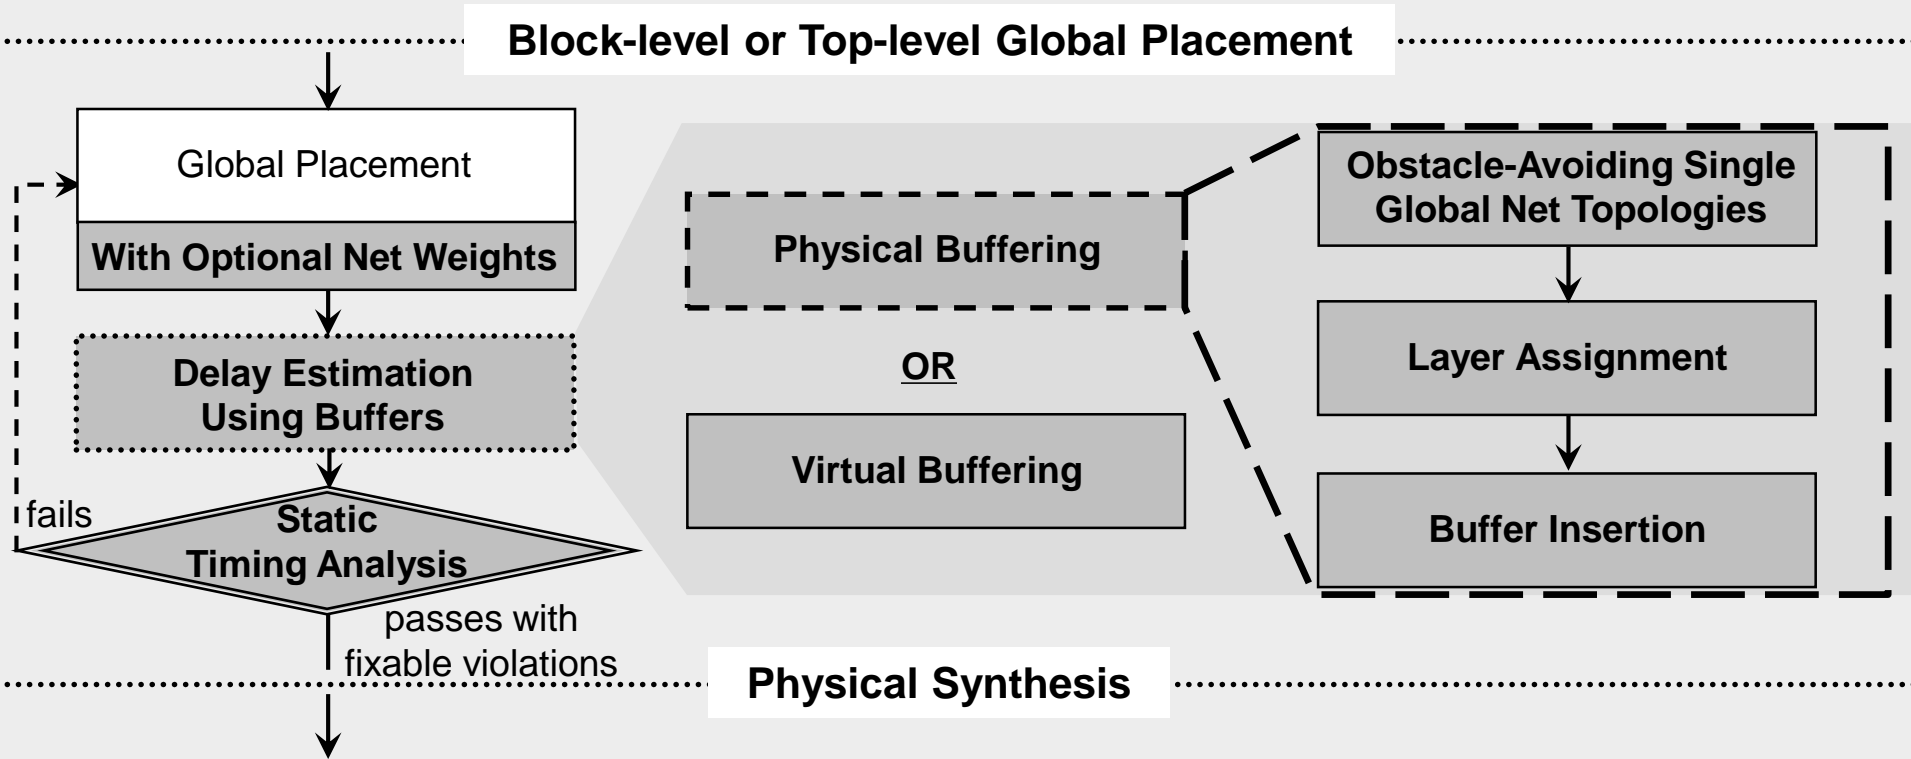 Block-level or Top-level Global Placement
Global Placement
With Optional Net Weights
Delay Estimation
Using Buffers
fails
Static
Timing Analysis
passes with
fixable violations
Physical Buffering
OR
Virtual Buffering
Obstacle-Avoiding Single
Global Net Topologies
Layer Assignment
Buffer Insertion
Physical Synthesis